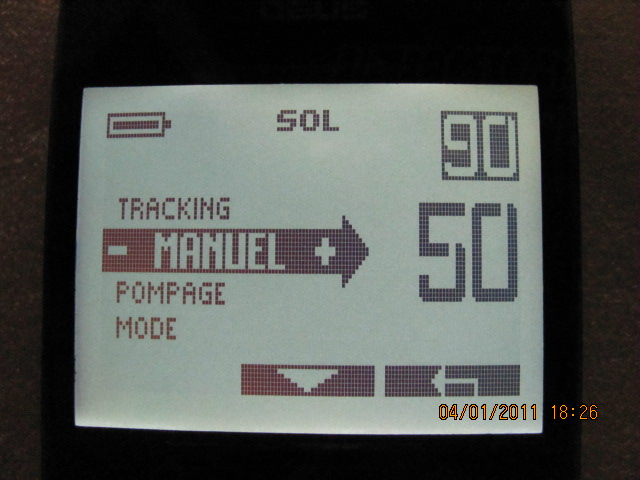 SOL
90
TRACKING
- MANUEL +
50
POMPAGE
MODE
04/01/2011 18:26